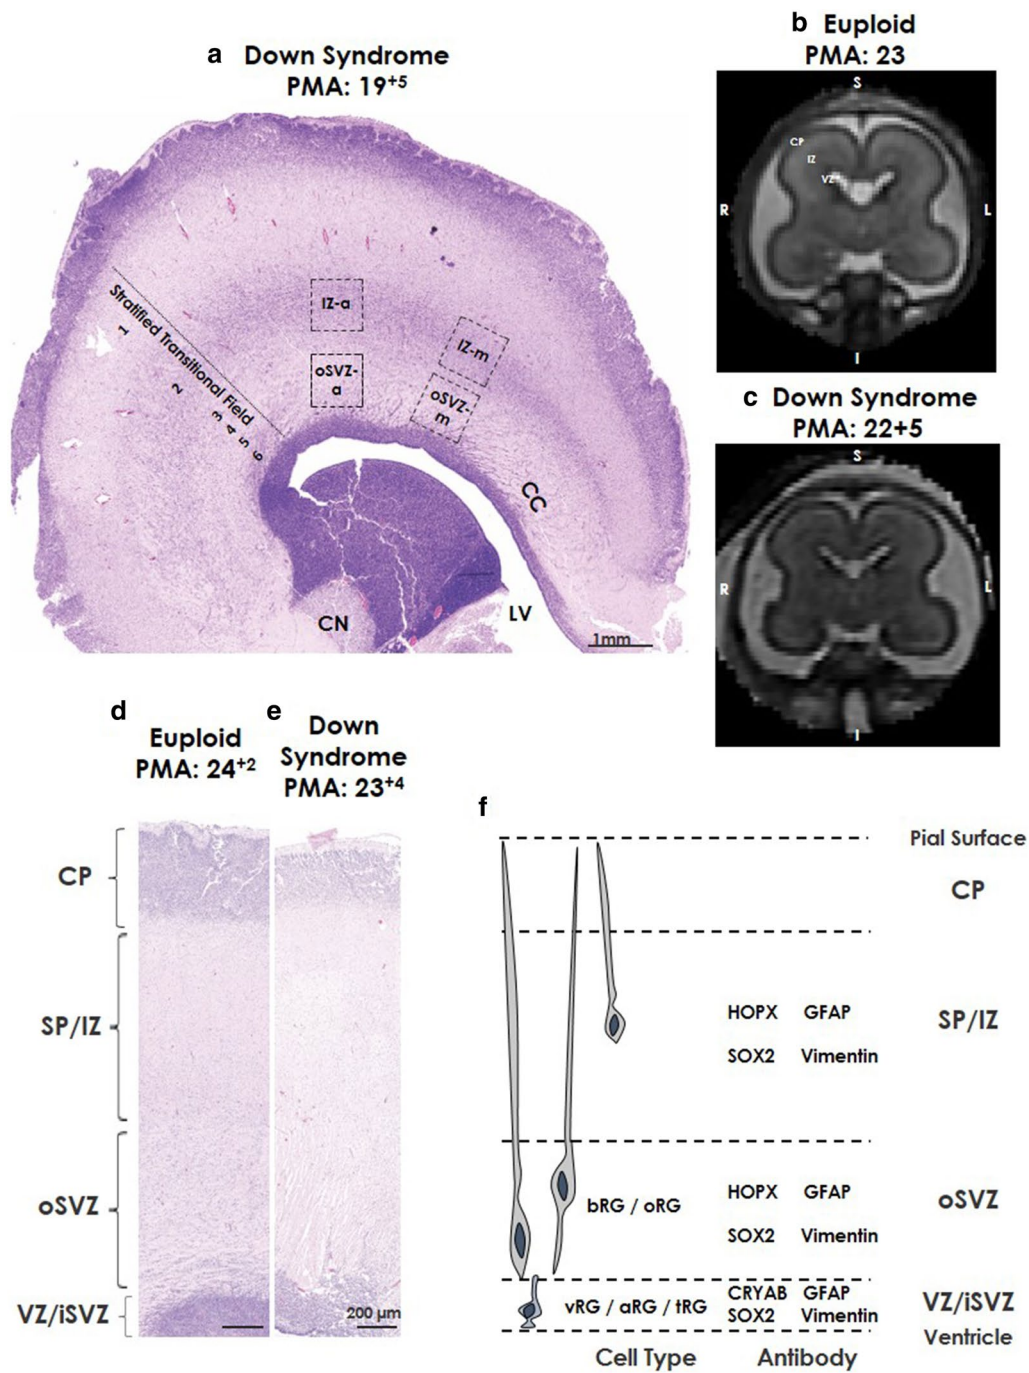 a Down Syndrome
PMA: 19+5
Stratified Transitional Field
1
2
3
4
5
6
IZ-a
oSVZ-
a
IZ-m
oSVZ-
m
CC
CN
LV
1mm
b Euploid
PMA: 23
S
CP
IZ
VZ*
R
L
I
c Down Syndrome
PMA: 22+5
S
R
L
I
d
Euploid
PMA: 24+2
e Down
Syndrome
PMA: 23+4
CP
SP/IZ
oSVZ
VZ/iSVZ
200 µm
f
Pial Surface
CP
HOPX GFAP
SOX2 Vimentin
SP/IZ
bRG / oRG
HOPX GFAP
SOX2 Vimentin
oSVZ
vRG / aRG / tRG
CRYAB GFAP
SOX2 Vimentin
VZ/iSVZ
Ventricle
Cell Type Antibody